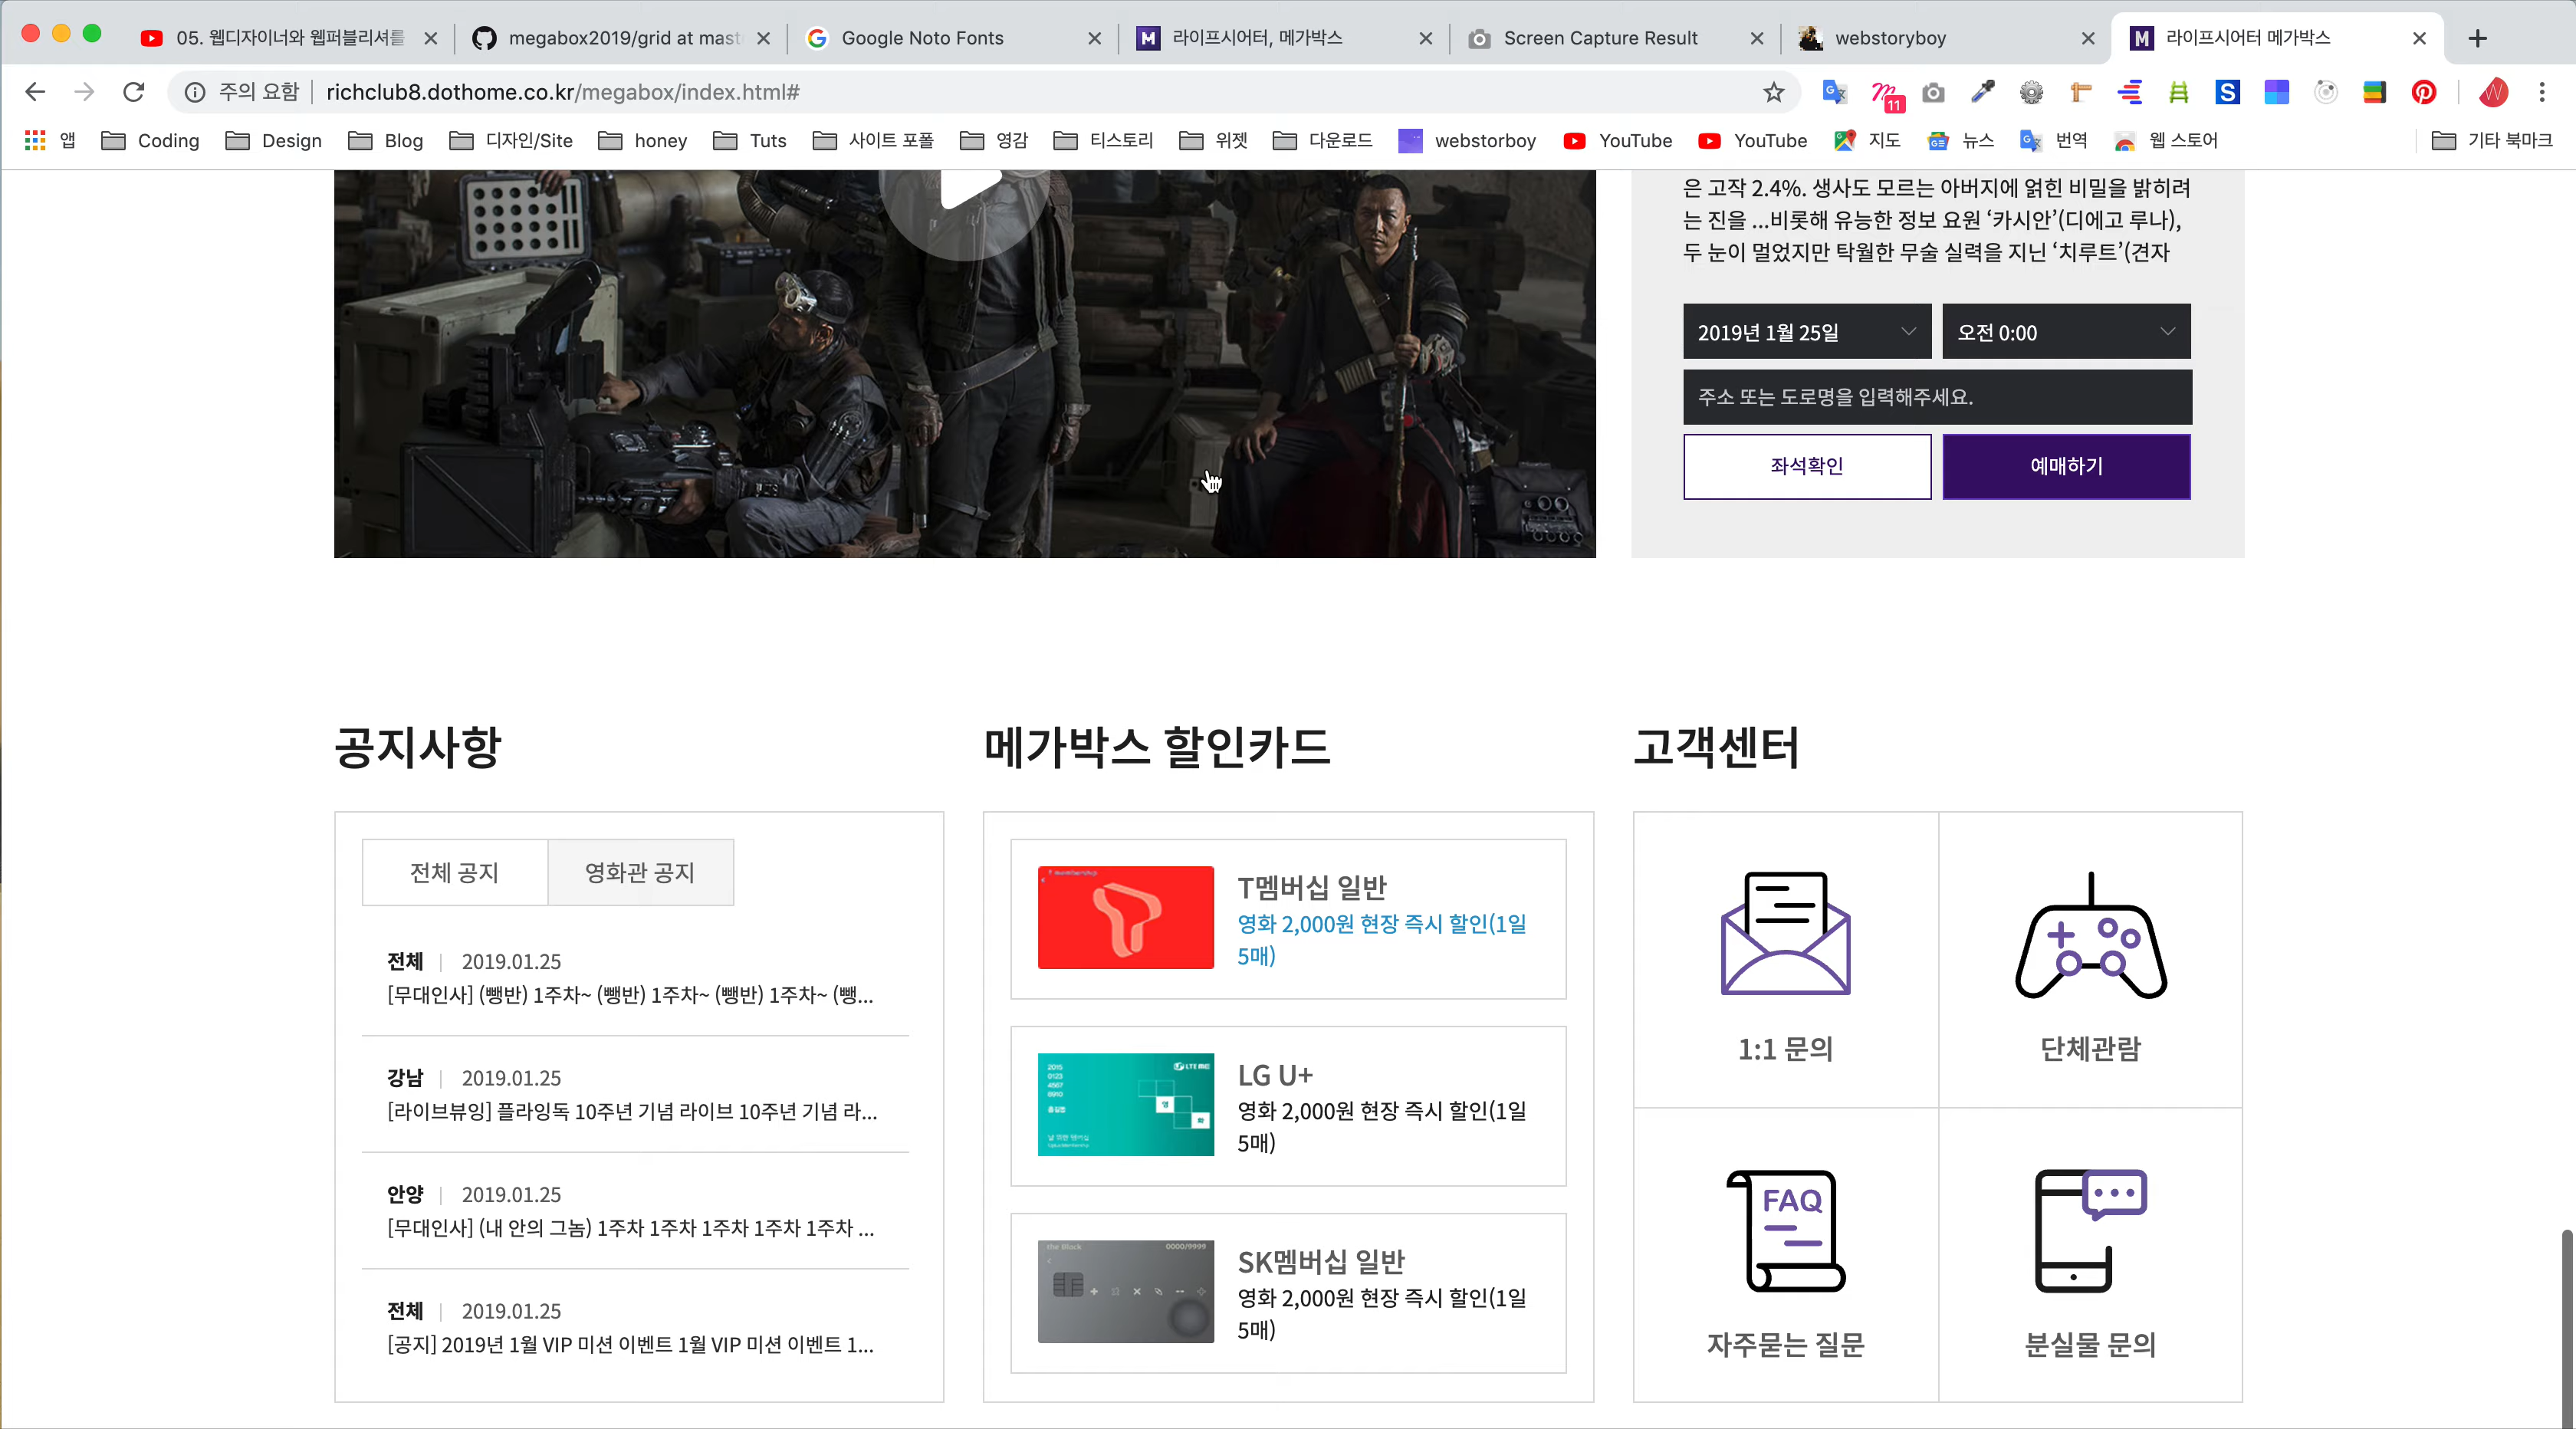 05. 웹디자이너와 웹퍼블리셔를
megabox2019/grid at mast
Google Noto Fonts
라이프시어터, 메가박스
Screen Capture Result
webstoryboy
라이프시어터 메가박스
주의 요함
richclub8.dothome.co.kr/megabox/index.html#
11
앱
Coding
Design
Blog
디자인/Site
honey
Tuts
사이트 포폴
영감
티스토리
위젯
다운로드
webstorboy
YouTube
YouTube
지도
뉴스
번역
웹 스토어
기타 북마크
은 고작 2.4%. 생사도 모르는 아버지에 얽힌 비밀을 밝히려
는 진을 ...비롯해 유능한 정보 요원 ‘카시안’(디에고 루나),
두 눈이 멀었지만 탁월한 무술 실력을 지닌 ‘치루트’(견자
2019년 1월 25일
오전 0:00
주소 또는 도로명을 입력해주세요.
좌석확인
예매하기
공지사항
전체 공지
영화관 공지
전체
2019.01.25
[무대인사] (뺑반) 1주차~ (뺑반) 1주차~ (뺑반) 1주차~ (뺑...
강남
2019.01.25
[라이브뷰잉] 플라잉독 10주년 기념 라이브 10주년 기념 라...
안양
2019.01.25
[무대인사] (내 안의 그놈) 1주차 1주차 1주차 1주차 1주차 ...
전체
2019.01.25
[공지] 2019년 1월 VIP 미션 이벤트 1월 VIP 미션 이벤트 1...
메가박스 할인카드
T멤버십 일반
영화 2,000원 현장 즉시 할인(1일
5매)
LG U+
영화 2,000원 현장 즉시 할인(1일
5매)
the Black
0000/9999
SK멤버십 일반
영화 2,000원 현장 즉시 할인(1일
5매)
고객센터
1:1 문의
단체관람
FAQ
자주묻는 질문
분실물 문의